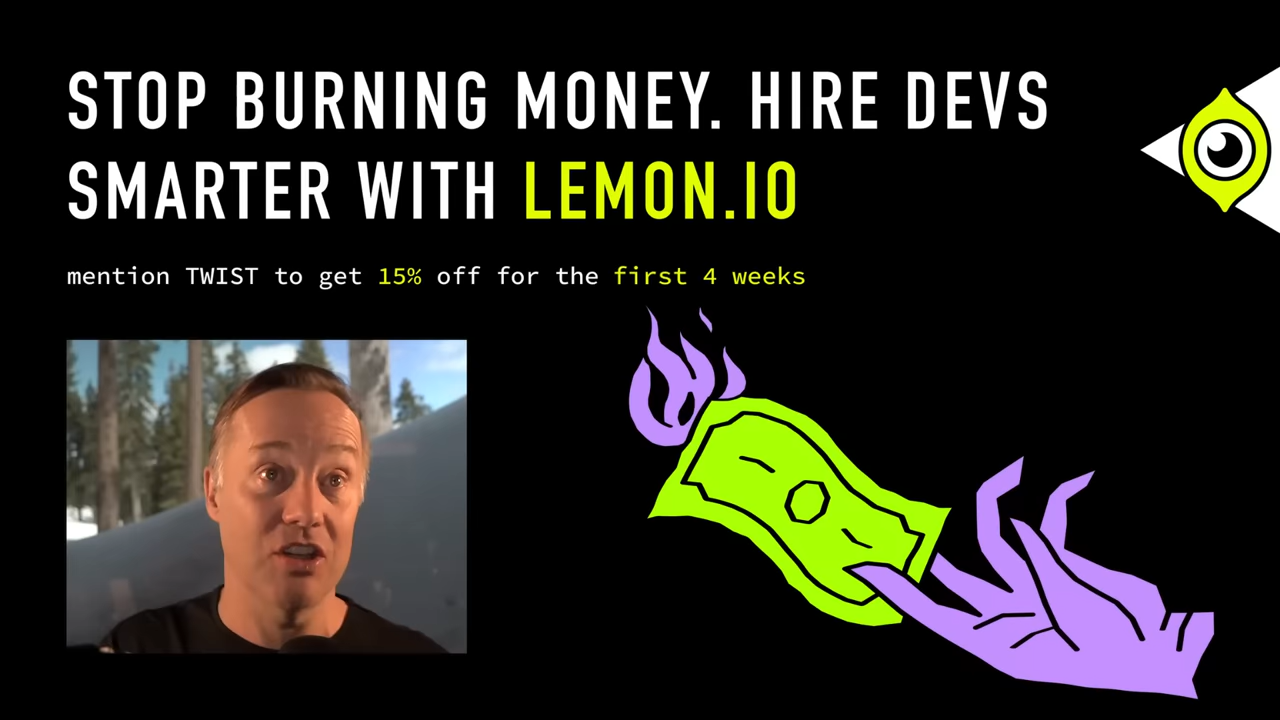 STOP BURNING MONEY. HIRE DEVS
SMARTER WITH LEMON.IO
mention TWIST to get 15% off for the first 4 weeks